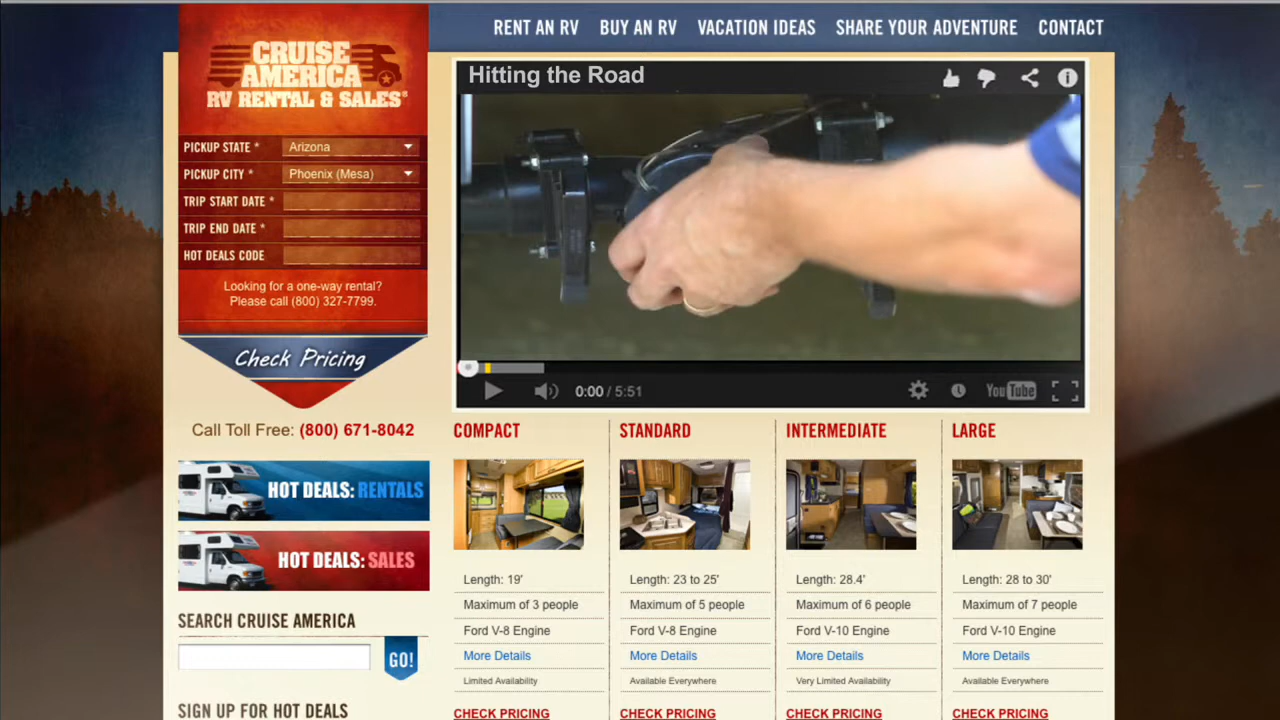 RENT AN RV BUY AN RV VACATION IDEAS SHARE YOUR ADVENTURE CONTACT
CRUISE
AMERICA
RV RENTAL & SALES®
PICKUP STATE * Arizona
PICKUP CITY * Phoenix (Mesa)
TRIP START DATE *
TRIP END DATE *
HOT DEALS CODE
Looking for a one-way rental?
Please call (800) 327-7799.
Check Pricing
Call Toll Free: (800) 671-8042
HOT DEALS: RENTALS
HOT DEALS: SALES
SEARCH CRUISE AMERICA
GO!
SIGN UP FOR HOT DEALS
Hitting the Road
0:00 / 5:51
YouTube
COMPACT
Length: 19'
Maximum of 3 people
Ford V-8 Engine
More Details
Limited Availability
CHECK PRICING
STANDARD
Length: 23 to 25'
Maximum of 5 people
Ford V-8 Engine
More Details
Available Everywhere
CHECK PRICING
INTERMEDIATE
Length: 28.4'
Maximum of 6 people
Ford V-10 Engine
More Details
Very Limited Availability
CHECK PRICING
LARGE
Length: 28 to 30'
Maximum of 7 people
Ford V-10 Engine
More Details
Available Everywhere
CHECK PRICING